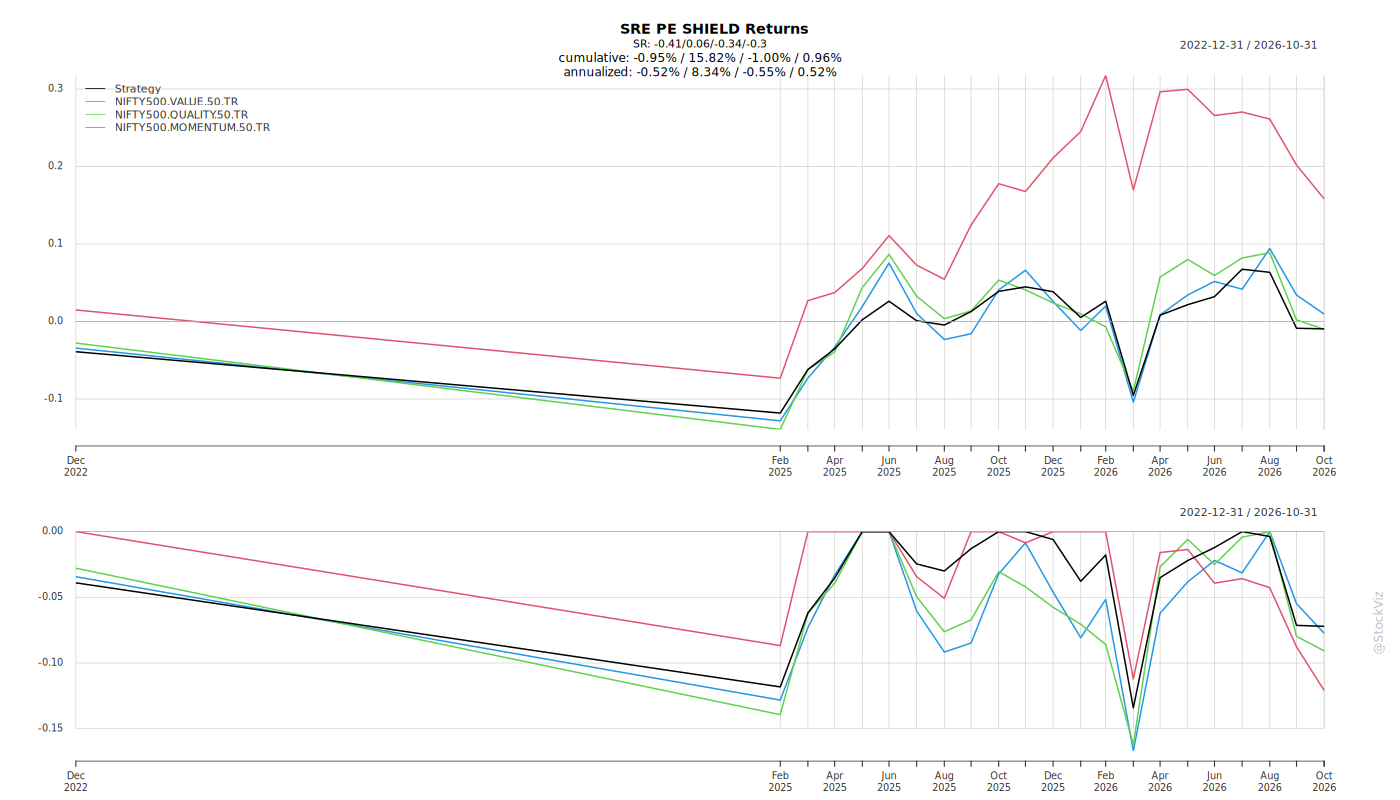 SRE PE SHIELD Returns
SR: -0.41/0.06/-0.34/-0.3
cumulative: -0.95% / 15.82% / -1.00% / 0.96%
annualized: -0.52% / 8.34% / -0.55% / 0.52%
2022-12-31 / 2026-10-31
Strategy
NIFTY500.VALUE.50.TR
NIFTY500.QUALITY.50.TR
NIFTY500.MOMENTUM.50.TR
0.3
0.2
0.1
0.0
-0.1
Dec Feb Apr Jun Aug Oct Dec Feb Apr Jun Aug Oct
2022 2025 2025 2025 2025 2025 2025 2026 2026 2026 2026 2026
2022-12-31 / 2026-10-31
0.00
-0.05
-0.10
-0.15
Dec Feb Apr Jun Aug Oct Dec Feb Apr Jun Aug Oct
2022 2025 2025 2025 2025 2025 2025 2026 2026 2026 2026 2026
@StockViz